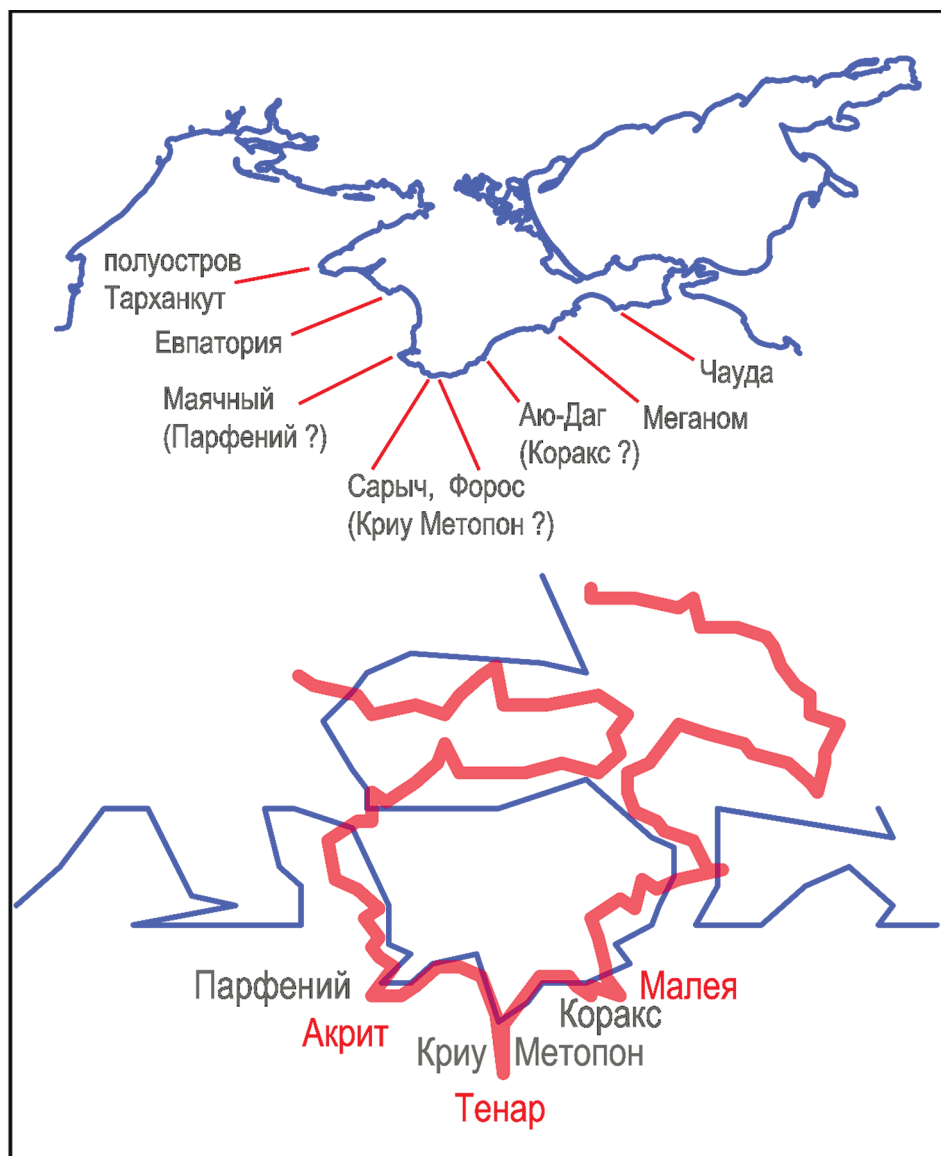 полуостров
Тарханкут
Евпатория
Маячный
(Парфений ?)
Сарыч, Форос
(Криу Метопон ?)
Аю-Даг
(Коракс ?)
Меганом
Чауда
Парфений
Акрит
Криу Метопон
Тенар
Коракс
Малея